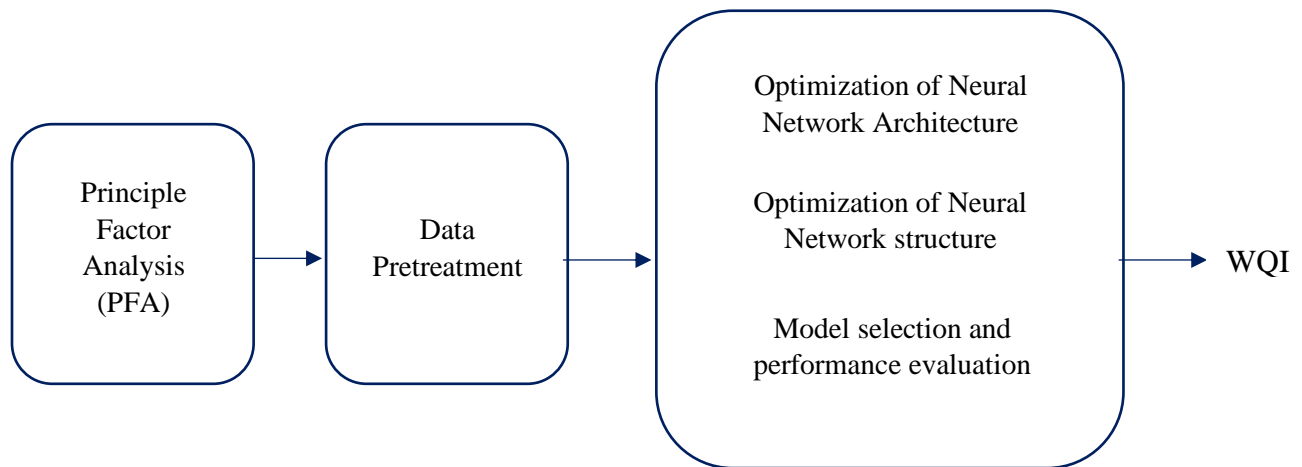 Principle
Factor
Analysis
(PFA)
Data
Pretreatment
Optimization of Neural
Network Architecture
Optimization of Neural
Network structure
Model selection and
performance evaluation
WQI